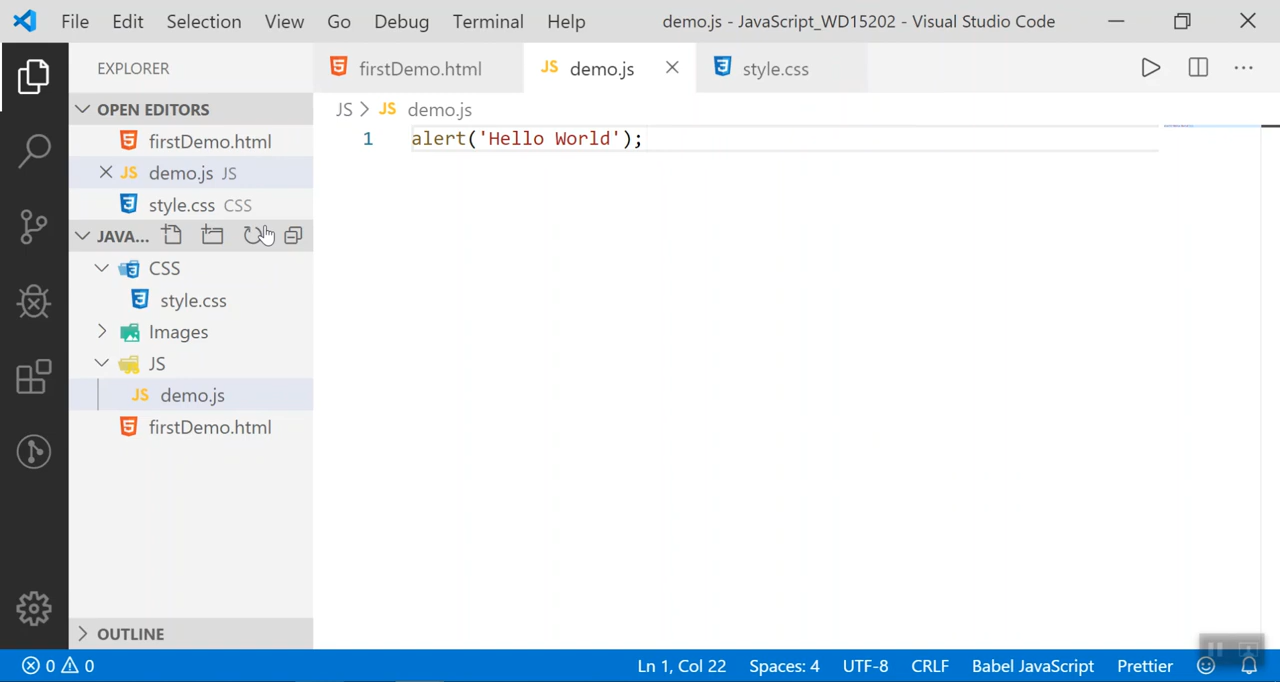 File Edit Selection View Go Debug Terminal Help demo.js - JavaScript_WD15202 - Visual Studio Code
EXPLORER
OPEN EDITORS
firstDemo.html
JS demo.js JS
style.css CSS
JAVA...
CSS
style.css
Images
JS
JS demo.js
firstDemo.html
OUTLINE
firstDemo.html JS demo.js style.css
JS > JS demo.js
1 alert('Hello World');
0 0 Ln 1, Col 22 Spaces: 4 UTF-8 CRLF Babel JavaScript Prettier